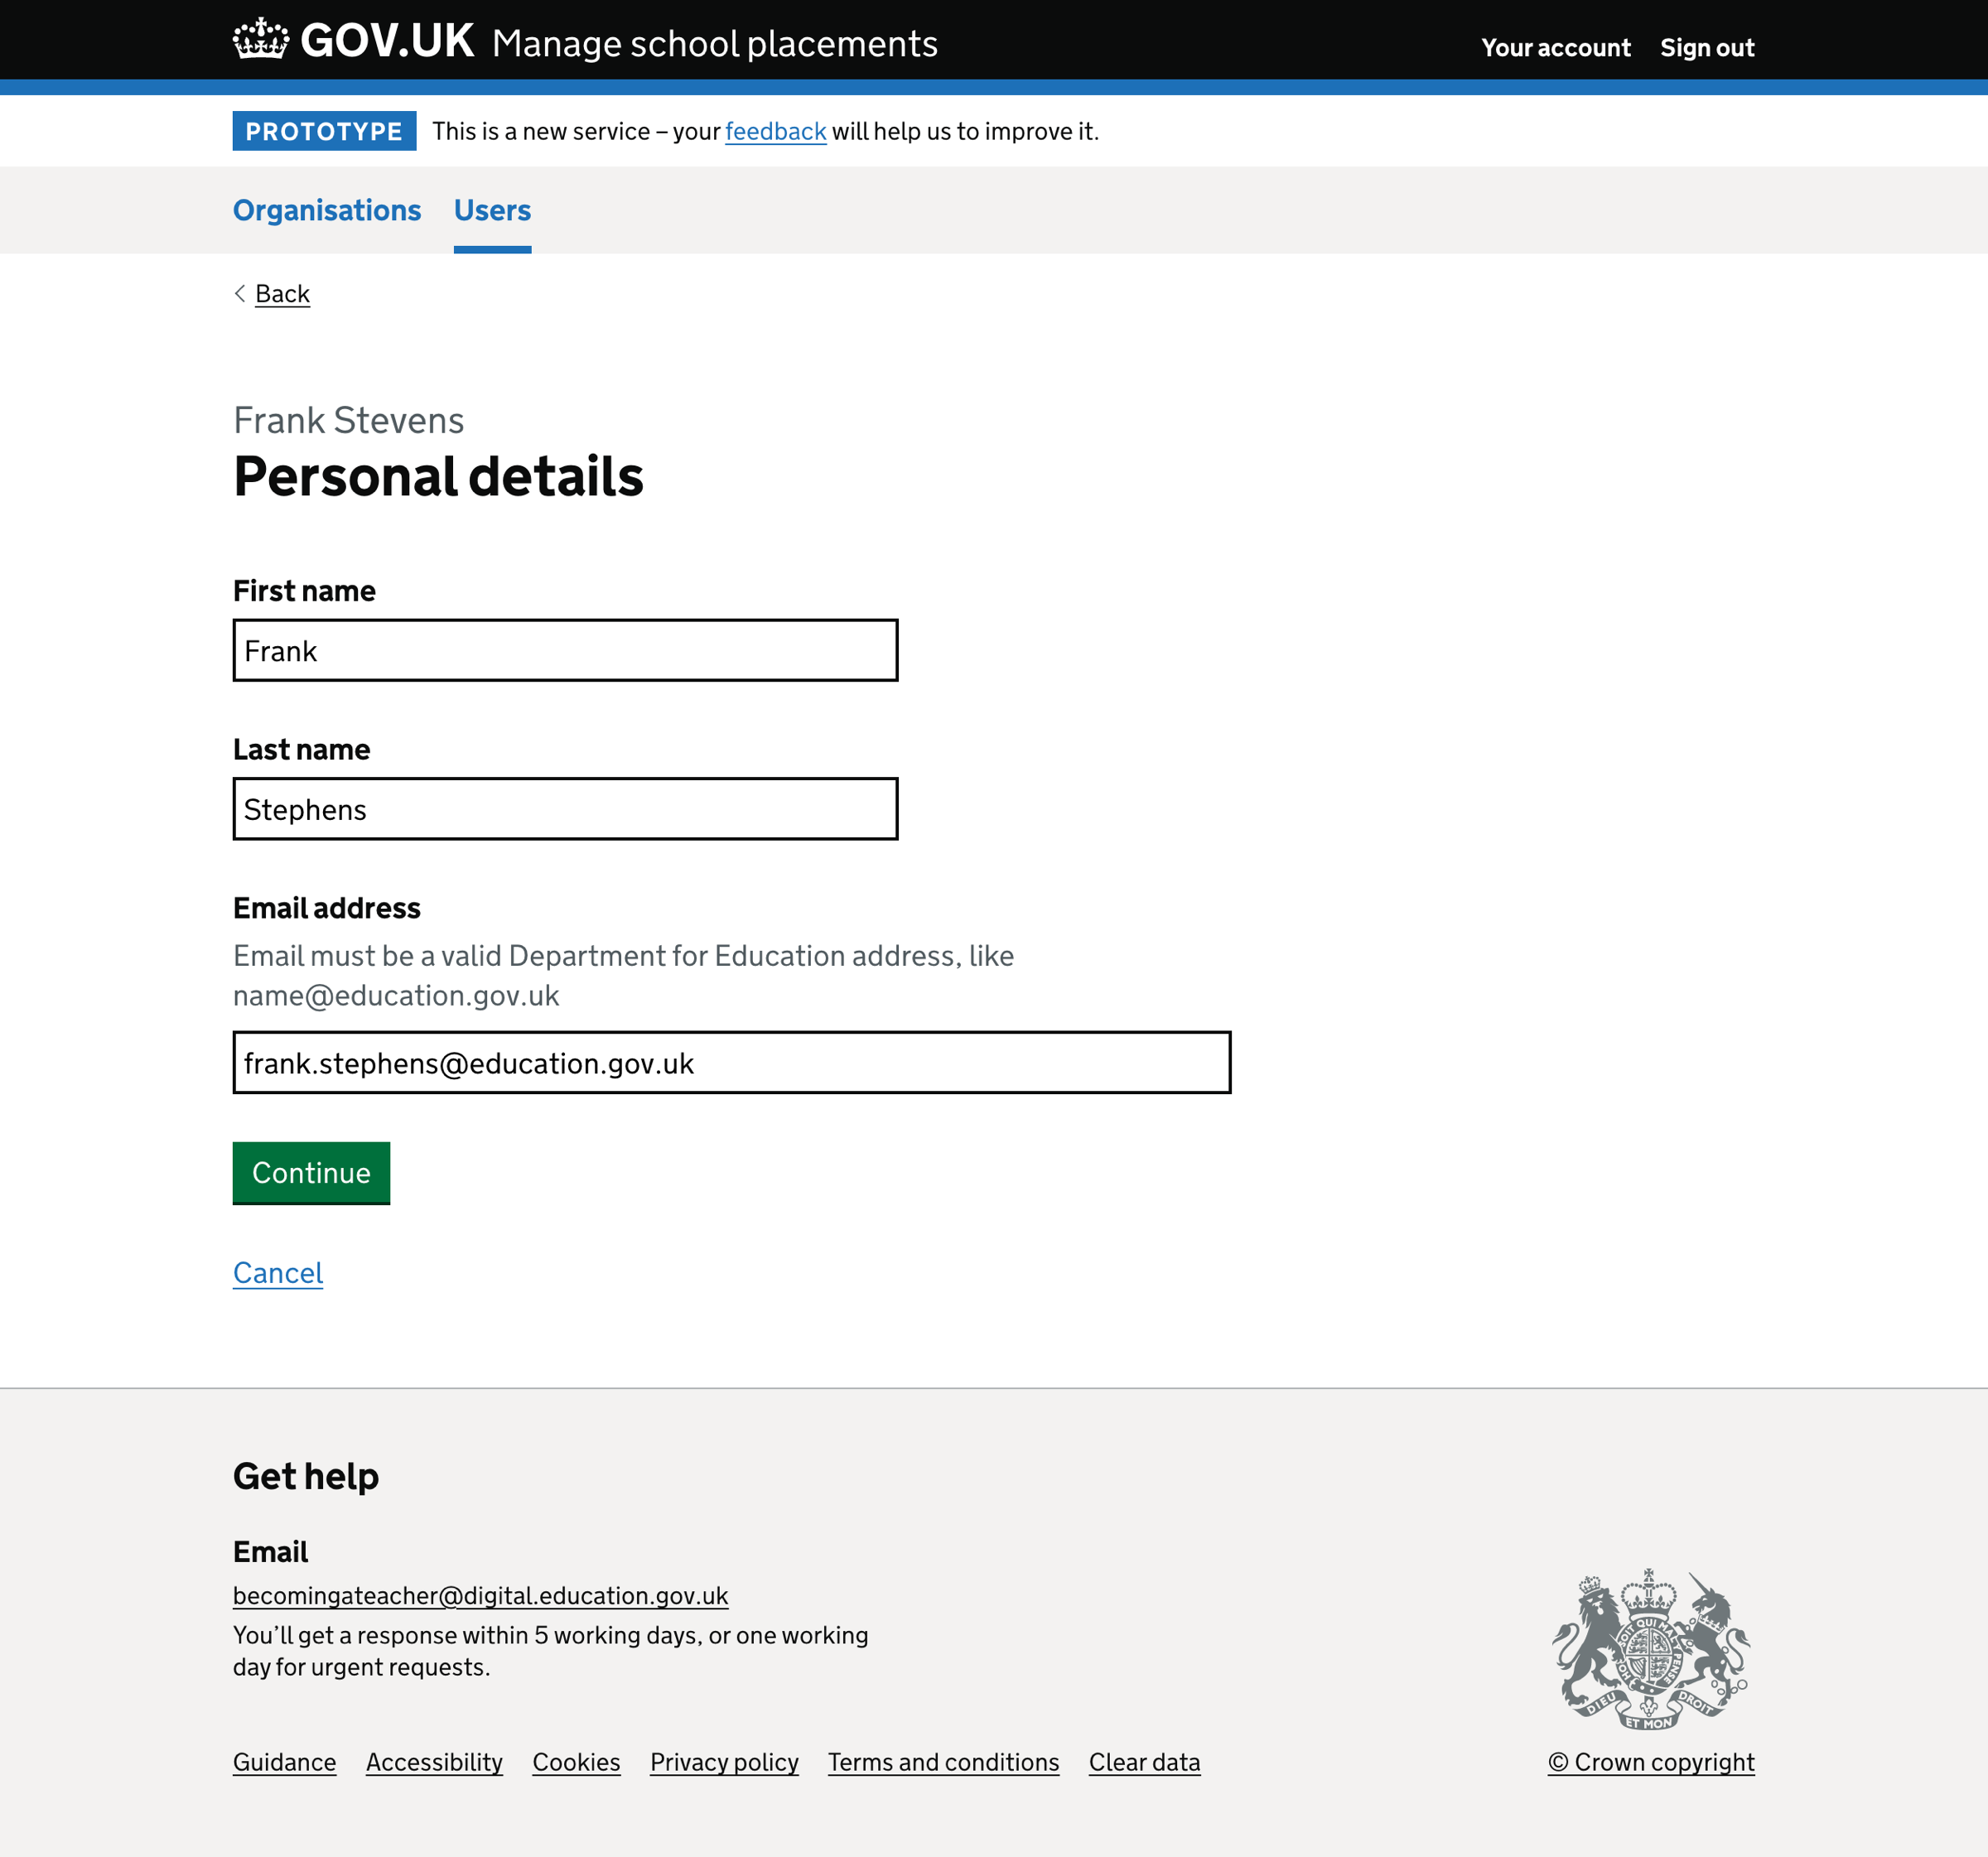 GOV.UK Manage school placements Your account Sign out
PROTOTYPE This is a new service – your feedback will help us to improve it.
Organisations Users
Back
Frank Stevens
Personal details
First name
Frank
Last name
Stephens
Email address
Email must be a valid Department for Education address, like
name@education.gov.uk
frank.stephens@education.gov.uk
Continue
Cancel
Get help
Email
becomingateacher@digital.education.gov.uk
You’ll get a response within 5 working days, or one working
day for urgent requests.
DIEU ET MON DROIT
Guidance Accessibility Cookies Privacy policy Terms and conditions Clear data © Crown copyright